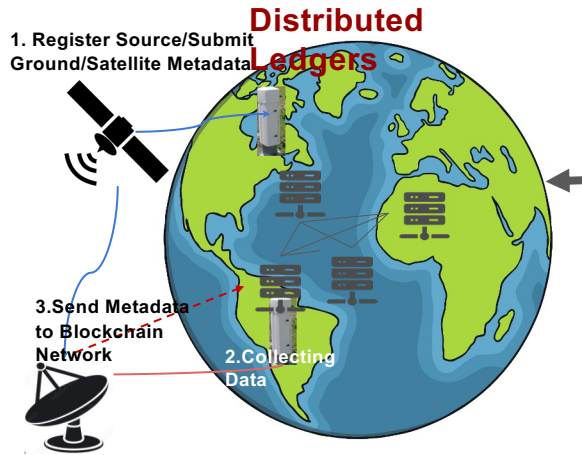 Distributed
Ledgers
1. Register Source/Submit
Ground/Satellite Metadata
3.Send Metadata
to Blockchain
Network
2.Collecting
Data